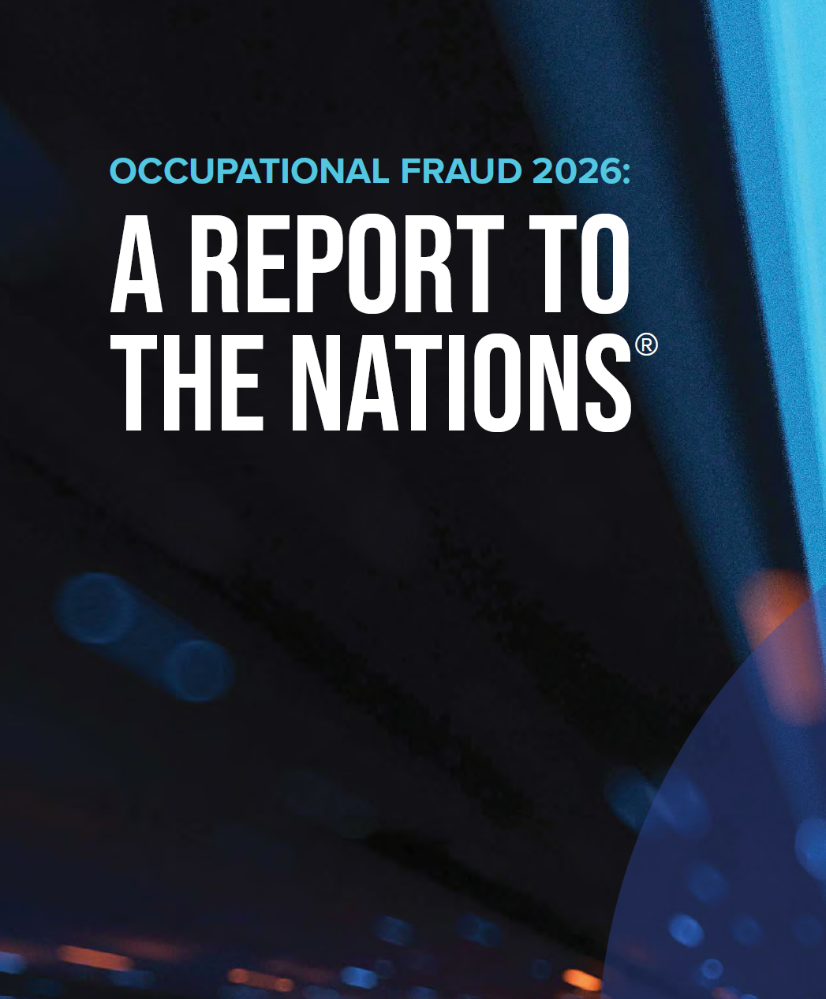 OCCUPATIONAL FRAUD 2026:
A REPORT TO
THE NATIONS®